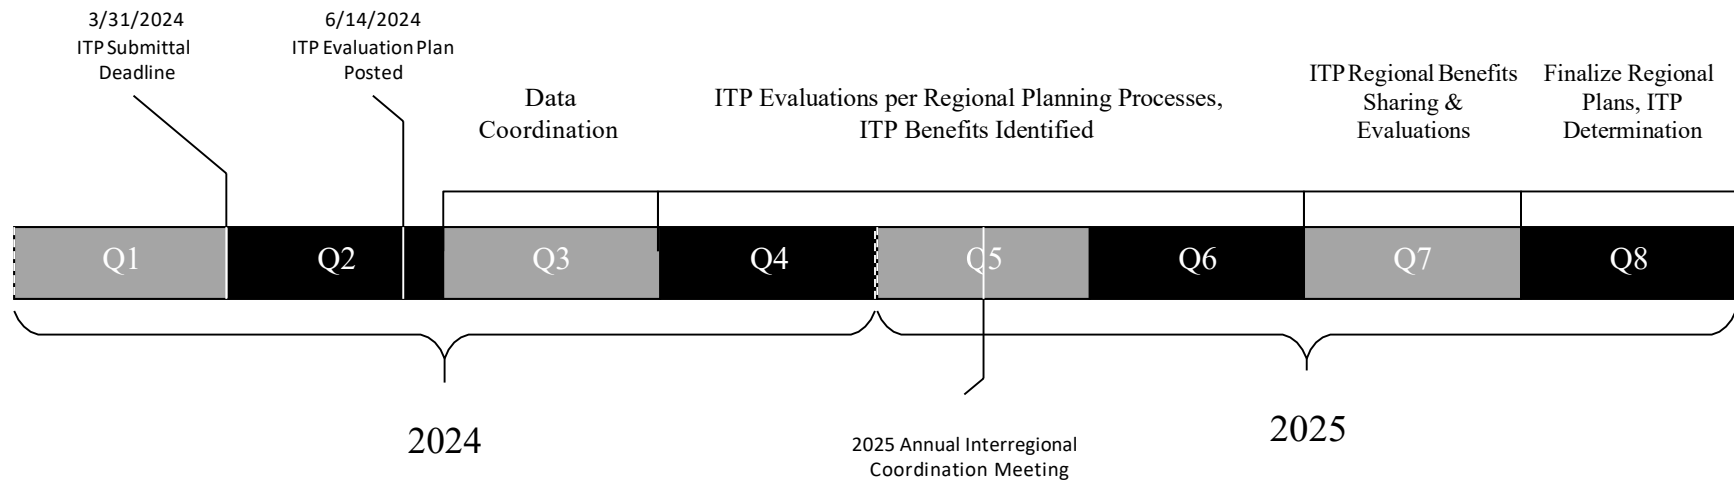 3/31/2024
ITP Submittal
Deadline
6/14/2024
ITP Evaluation Plan
Posted
Data
Coordination
ITP Evaluations per Regional Planning Processes,
ITP Benefits Identified
ITP Regional Benefits
Sharing &
Evaluations
Finalize Regional
Plans, ITP
Determination
Q1
Q2
Q3
Q4
Q5
Q6
Q7
Q8
2024
2025
2025 Annual Interregional
Coordination Meeting